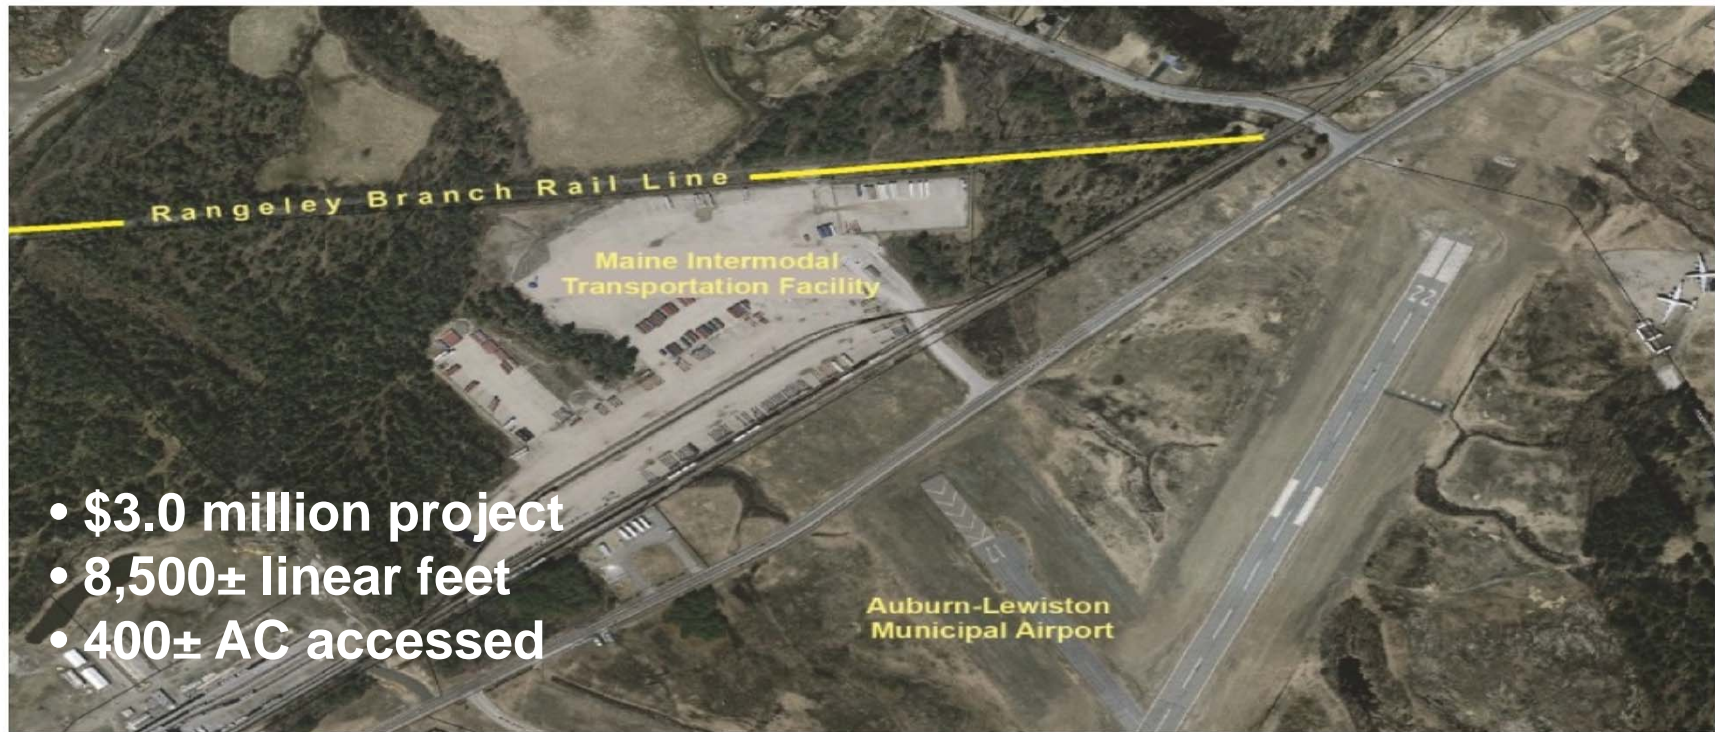 Rangeley Branch Rail Line
Maine Intermodal
Transportation Facility
22
• $3.0 million project
• 8,500± linear feet
• 400± AC accessed
Auburn-Lewiston
Municipal Airport